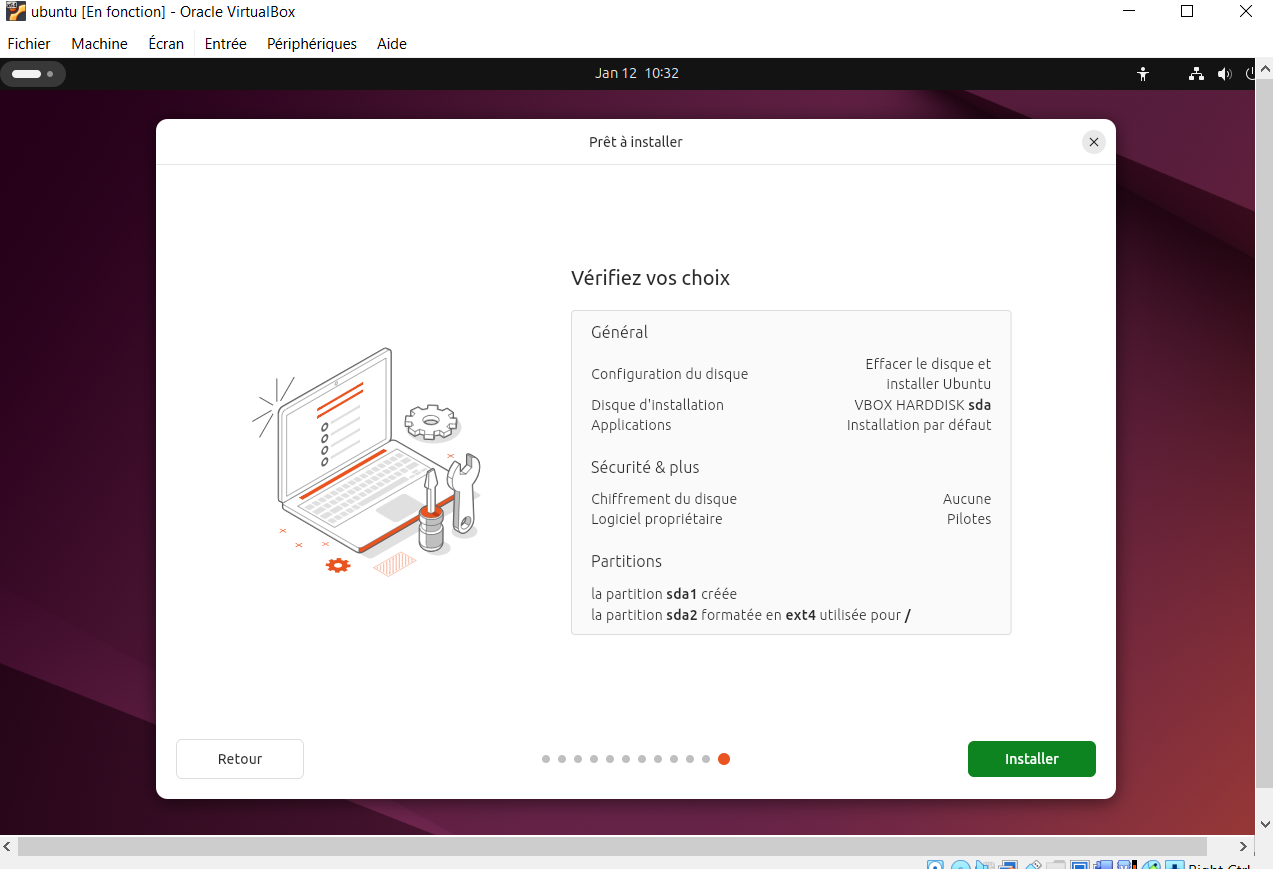 ubuntu [En fonction] - Oracle VirtualBox
Fichier Machine Écran Entrée Périphériques Aide
Jan 12 10:32
Prêt à installer
Vérifiez vos choix
Général
Configuration du disque Effacer le disque et
installer Ubuntu
Disque d'installation VBOX HARDDISK sda
Applications Installation par défaut
Sécurité & plus
Chiffrement du disque Aucune
Logiciel propriétaire Pilotes
Partitions
la partition sda1 créée
la partition sda2 formatée en ext4 utilisée pour /
Retour Installer
Right Ctrl